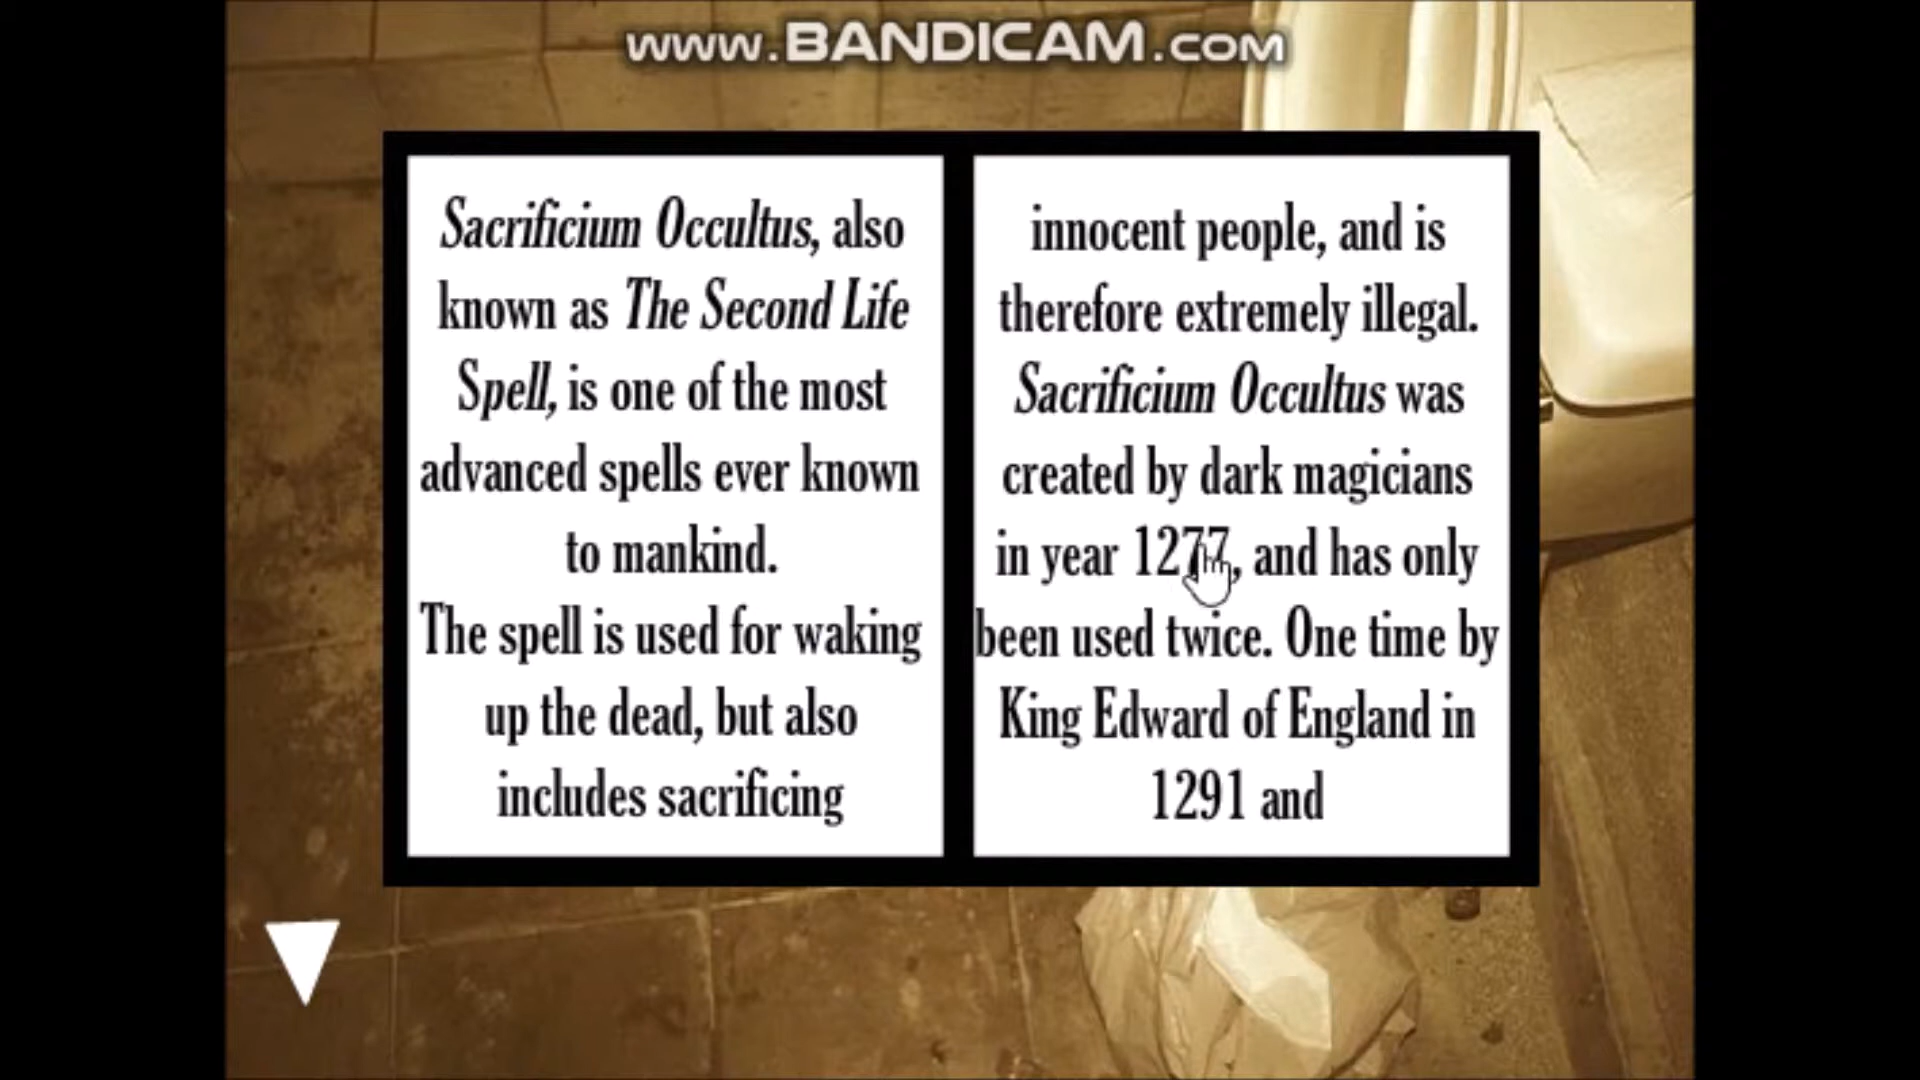 www.BANDICAM.com
Sacrificium Occultus, also
known as The Second Life
Spell, is one of the most
advanced spells ever known
to mankind.
The spell is used for waking
up the dead, but also
includes sacrificing
innocent people, and is
therefore extremely illegal.
Sacrificium Occultus was
created by dark magicians
in year 1277, and has only
been used twice. One time by
King Edward of England in
1291 and